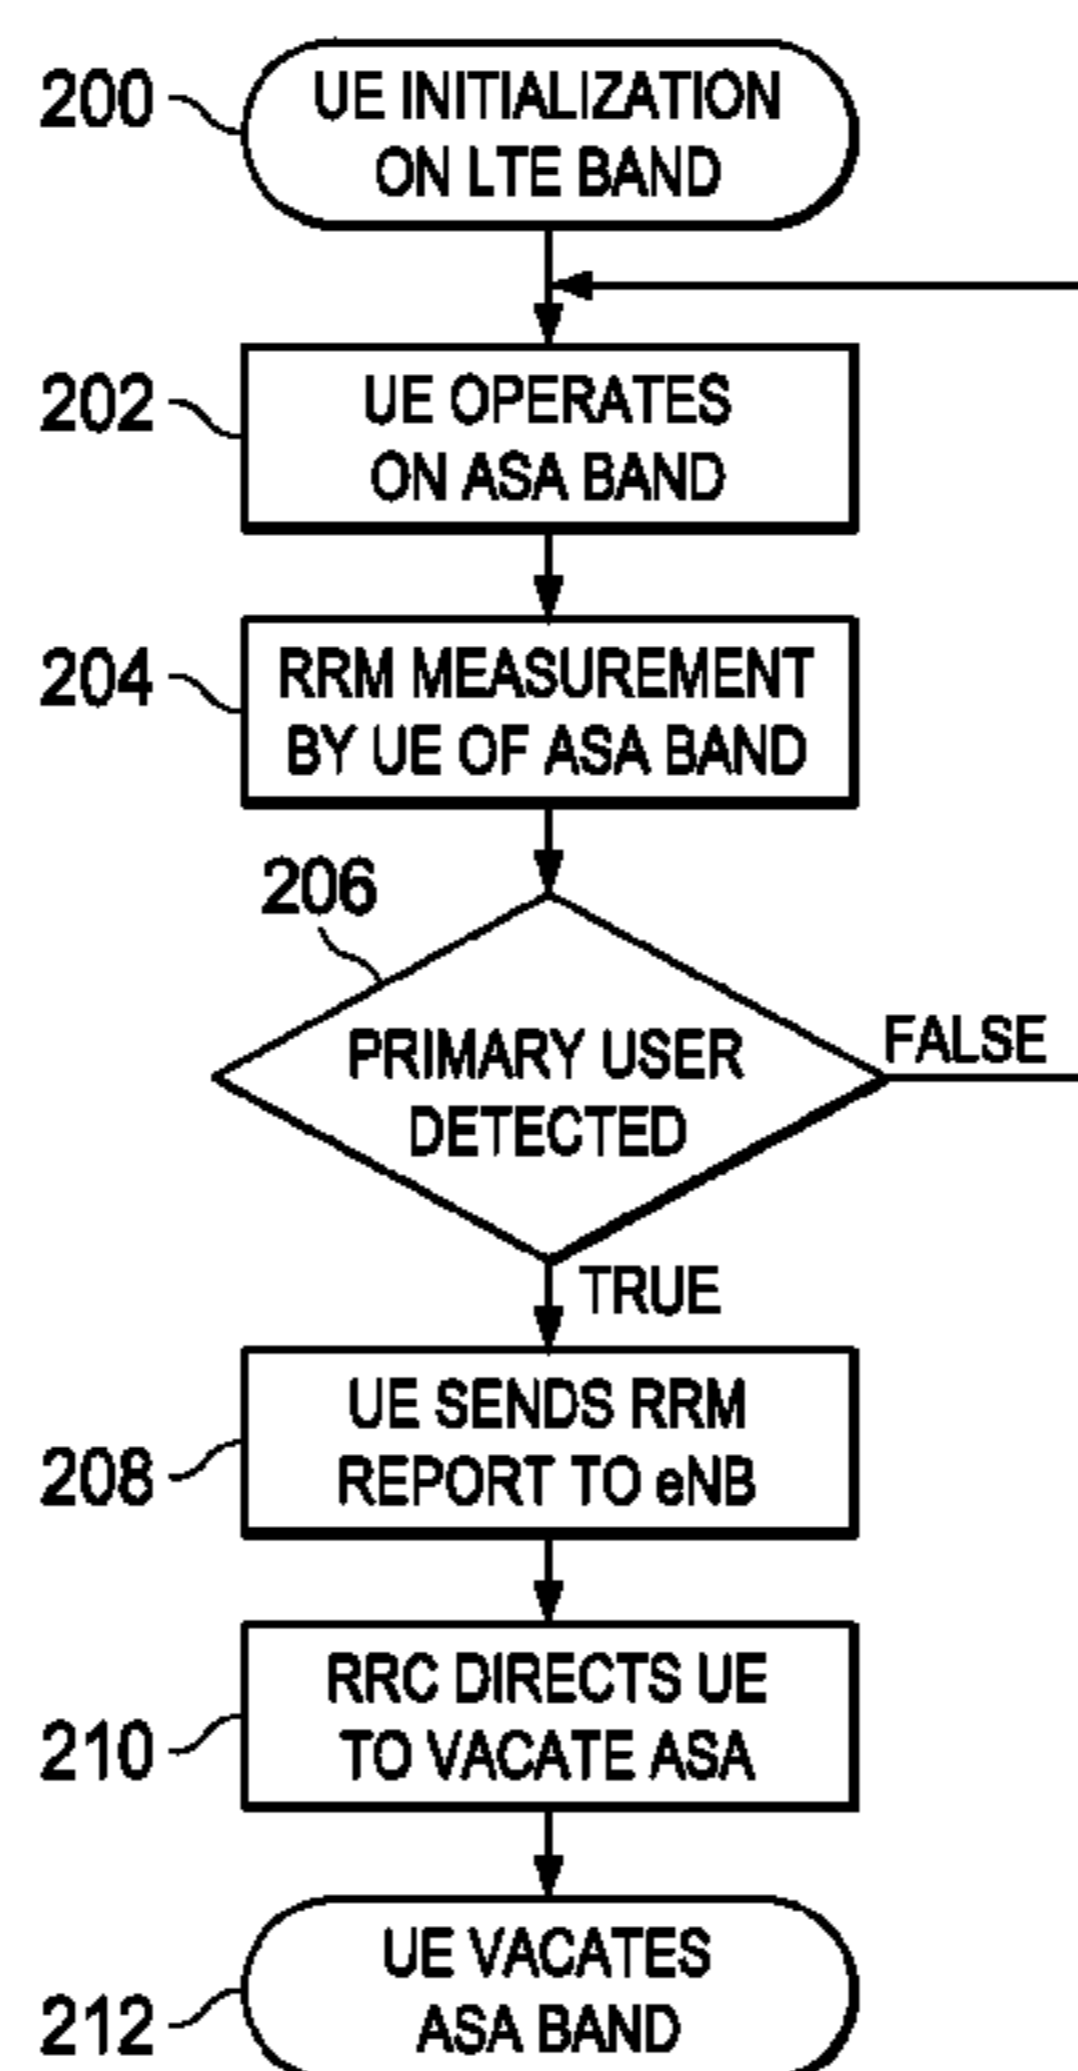 200
UE INITIALIZATION
ON LTE BAND
202
UE OPERATES
ON ASA BAND
204
RRM MEASUREMENT
BY UE OF ASA BAND
206
PRIMARY USER
DETECTED
FALSE
TRUE
208
UE SENDS RRM
REPORT TO eNB
210
RRC DIRECTS UE
TO VACATE ASA
212
UE VACATES
ASA BAND